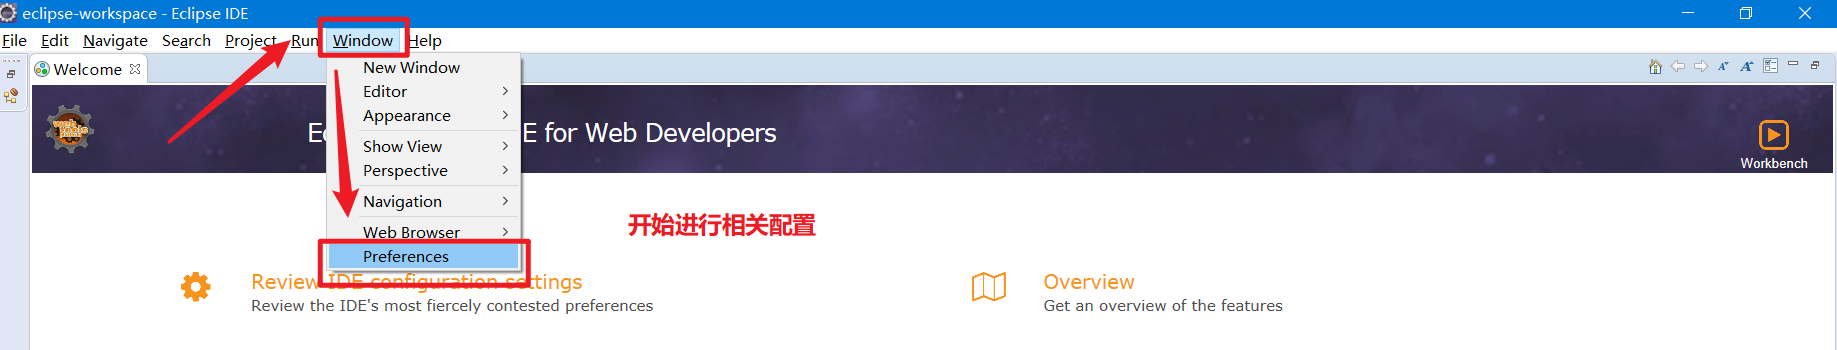 eclipse-workspace - Eclipse IDE
File Edit Navigate Search Project Run Window Help
Welcome
New Window
Editor
Appearance
Show View
Perspective
Navigation
Web Browser
Preferences
E for Web Developers
Workbench
开始进行相关配置
Review IDE configuration settings
Review the IDE's most fiercely contested preferences
Overview
Get an overview of the features